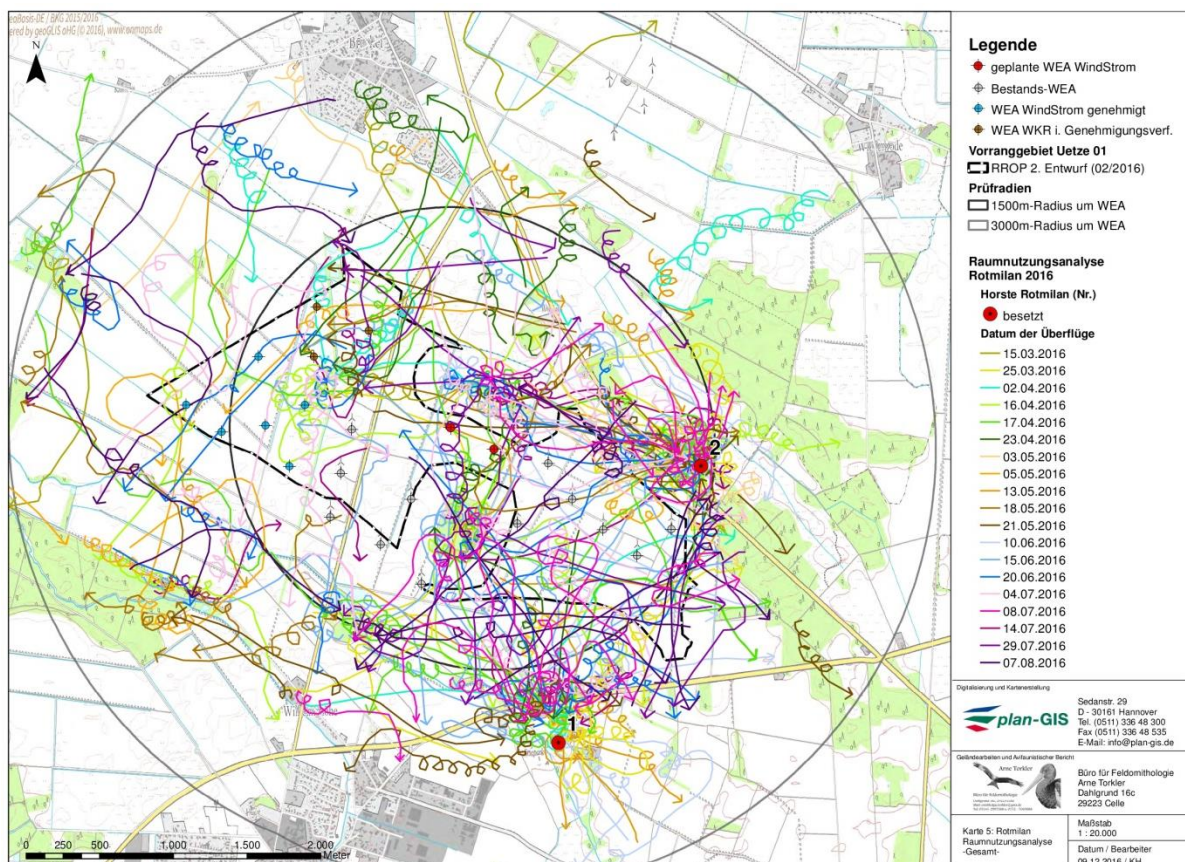 GeoBasis-DE / BKG 2015/2016
ered by geoGLIS oHG (© 2016), www.onmaps.de
N
2
1
0 250 500 1.000 1.500 2.000
Meter
Legende
geplante WEA WindStrom
Bestands-WEA
WEA WindStrom genehmigt
WEA WKR i. Genehmigungsverf.
Vorranggebiet Uetze 01
RROP 2. Entwurf (02/2016)
Prüfradien
1500m-Radius um WEA
3000m-Radius um WEA
Raumnutzungsanalyse
Rotmilan 2016
Horste Rotmilan (Nr.)
besetzt
Datum der Überflüge
15.03.2016
25.03.2016
02.04.2016
16.04.2016
17.04.2016
23.04.2016
03.05.2016
05.05.2016
13.05.2016
18.05.2016
21.05.2016
10.06.2016
15.06.2016
20.06.2016
04.07.2016
08.07.2016
14.07.2016
29.07.2016
07.08.2016
Digitalisierung und Kartenerstellung
plan-GIS
Sedanstr. 29
D - 30161 Hannover
Tel. (0511) 336 48 300
Fax (0511) 336 48 535
E-Mail: info@plan-gis.de
Geländearbeiten und Avifaunistischer Bericht
Arne Torkler
Büro für Feldornithologie
Büro für Feldornithologie
Arne Torkler
Dahlgrund 16c
29223 Celle
Karte 5: Rotmilan
Raumnutzungsanalyse
-Gesamt-
Maßstab
1 : 20.000
Datum / Bearbeiter
09.12.2016 / KH